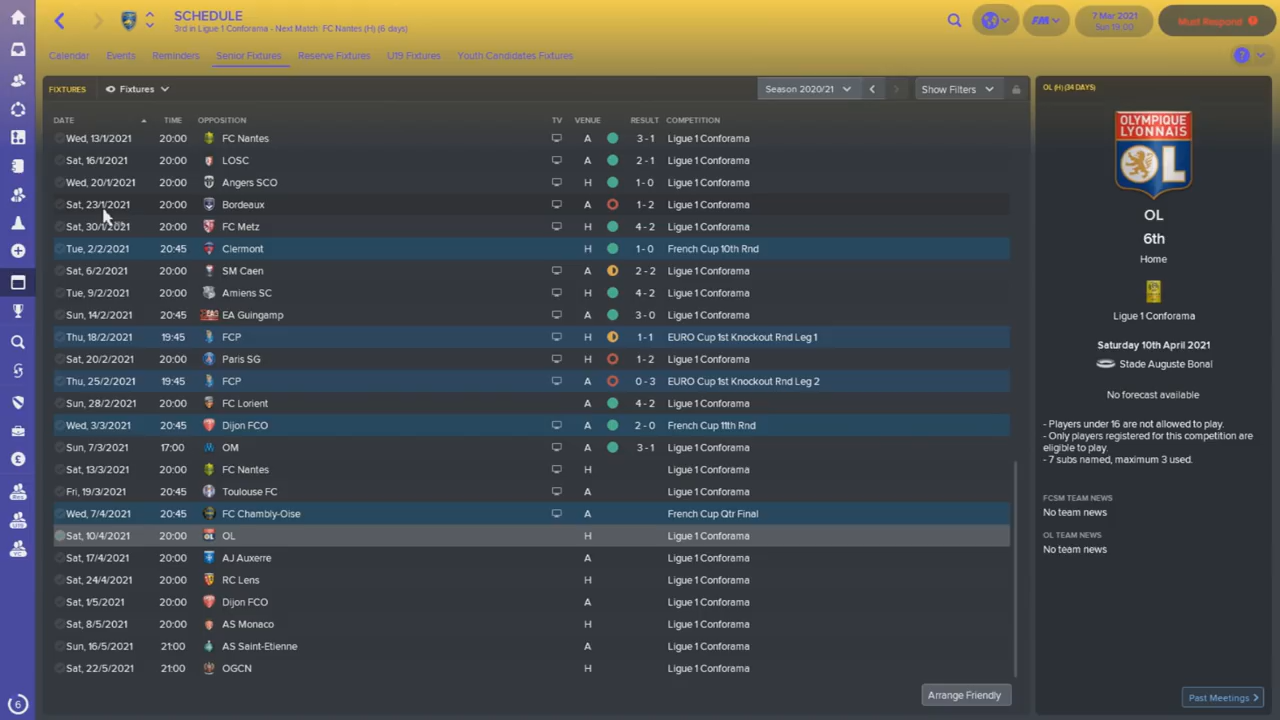 SCHEDULE
3rd in Ligue 1 Conforama - Next Match: FC Nantes (H) (6 days)
FM
7 Mar 2021
Sun 19:00
Must Respond
Calendar Events Reminders Senior Fixtures Reserve Fixtures U19 Fixtures Youth Candidates Fixtures
FIXTURES Fixtures Season 2020/21 Show Filters
DATE TIME OPPOSITION TV VENUE RESULT COMPETITION
Wed, 13/1/2021 20:00 FC Nantes A 3 - 1 Ligue 1 Conforama
Sat, 16/1/2021 20:00 LOSC A 2 - 1 Ligue 1 Conforama
Wed, 20/1/2021 20:00 Angers SCO H 1 - 0 Ligue 1 Conforama
Sat, 23/1/2021 20:00 Bordeaux A 1 - 2 Ligue 1 Conforama
Sat, 30/1/2021 20:00 FC Metz H 4 - 2 Ligue 1 Conforama
Tue, 2/2/2021 20:45 Clermont H 1 - 0 French Cup 10th Rnd
Sat, 6/2/2021 20:00 SM Caen A 2 - 2 Ligue 1 Conforama
Tue, 9/2/2021 20:00 Amiens SC H 4 - 2 Ligue 1 Conforama
Sun, 14/2/2021 20:45 EA Guingamp A 3 - 0 Ligue 1 Conforama
Thu, 18/2/2021 19:45 FCP H 1 - 1 EURO Cup 1st Knockout Rnd Leg 1
Sat, 20/2/2021 20:00 Paris SG H 1 - 2 Ligue 1 Conforama
Thu, 25/2/2021 19:45 FCP A 0 - 3 EURO Cup 1st Knockout Rnd Leg 2
Sun, 28/2/2021 20:00 FC Lorient A 4 - 2 Ligue 1 Conforama
Wed, 3/3/2021 20:45 Dijon FCO A 2 - 0 French Cup 11th Rnd
Sun, 7/3/2021 17:00 OM A 3 - 1 Ligue 1 Conforama
Sat, 13/3/2021 20:00 FC Nantes H Ligue 1 Conforama
Fri, 19/3/2021 20:45 Toulouse FC A Ligue 1 Conforama
Wed, 7/4/2021 20:45 FC Chambly-Oise A French Cup Qtr Final
Sat, 10/4/2021 20:00 OL H Ligue 1 Conforama
Sat, 17/4/2021 20:00 AJ Auxerre A Ligue 1 Conforama
Sat, 24/4/2021 20:00 RC Lens H Ligue 1 Conforama
Sat, 1/5/2021 20:00 Dijon FCO A Ligue 1 Conforama
Sat, 8/5/2021 20:00 AS Monaco H Ligue 1 Conforama
Sun, 16/5/2021 21:00 AS Saint-Etienne A Ligue 1 Conforama
Sat, 22/5/2021 21:00 OGCN H Ligue 1 Conforama
Arrange Friendly
OL (H) (34 DAYS)
OLYMPIQUE
LYONNAIS
OL
OL
6th
Home
Ligue 1 Conforama
Saturday 10th April 2021
Stade Auguste Bonal
No forecast available
- Players under 16 are not allowed to play.
- Only players registered for this competition are
eligible to play.
- 7 subs named, maximum 3 used.
FCSM TEAM NEWS
No team news
OL TEAM NEWS
No team news
Past Meetings
6